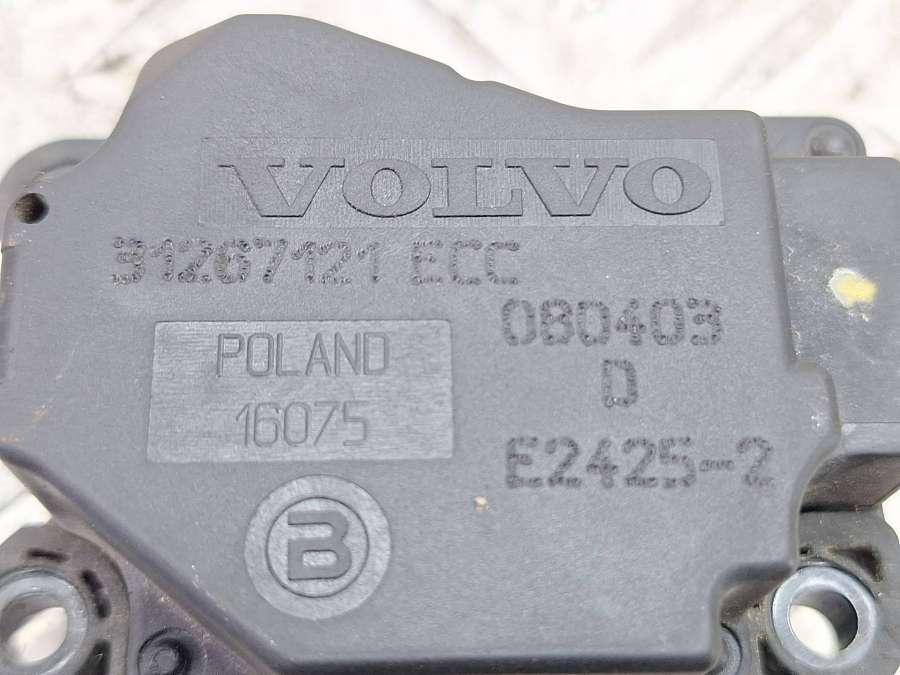 VOLVO
31267121 ECC
080403
D
E2425-2
POLAND
16075
B